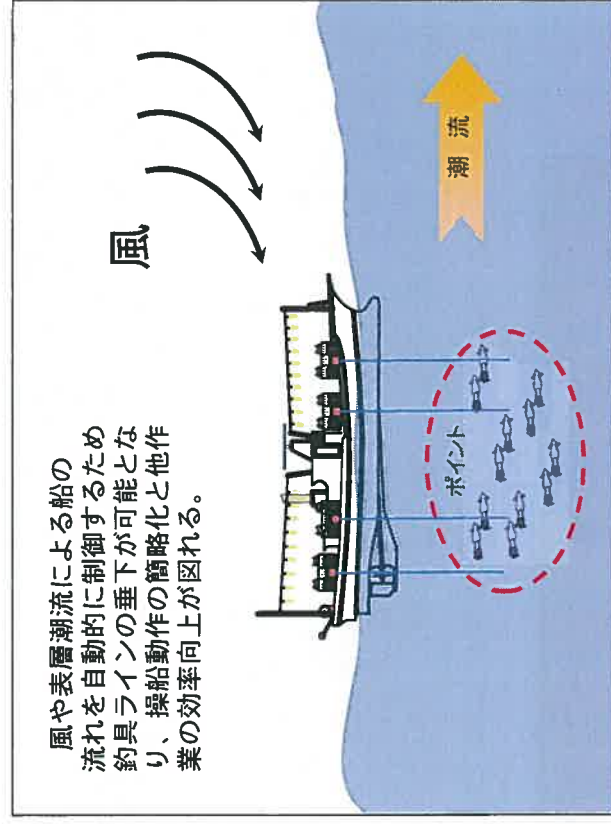 風や表層潮流による船の
流れを自動的に制御するため
釣具ラインの垂下が可能とな
り、操船動作の簡略化と他作
業の効率向上が図れる。
風
ポイント
潮 流